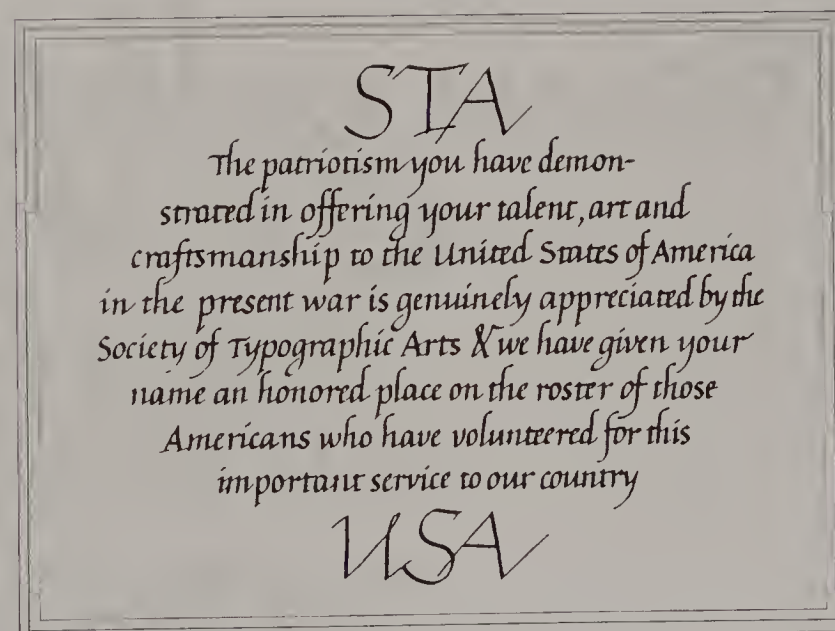 STA
The patriotism you have demon-
strated in offering your talent, art and
craftsmanship to the United States of America
in the present war is genuinely appreciated by the
Society of Typographic Arts & we have given your
name an honored place on the roster of those
Americans who have volunteered for this
important service to our country
USA